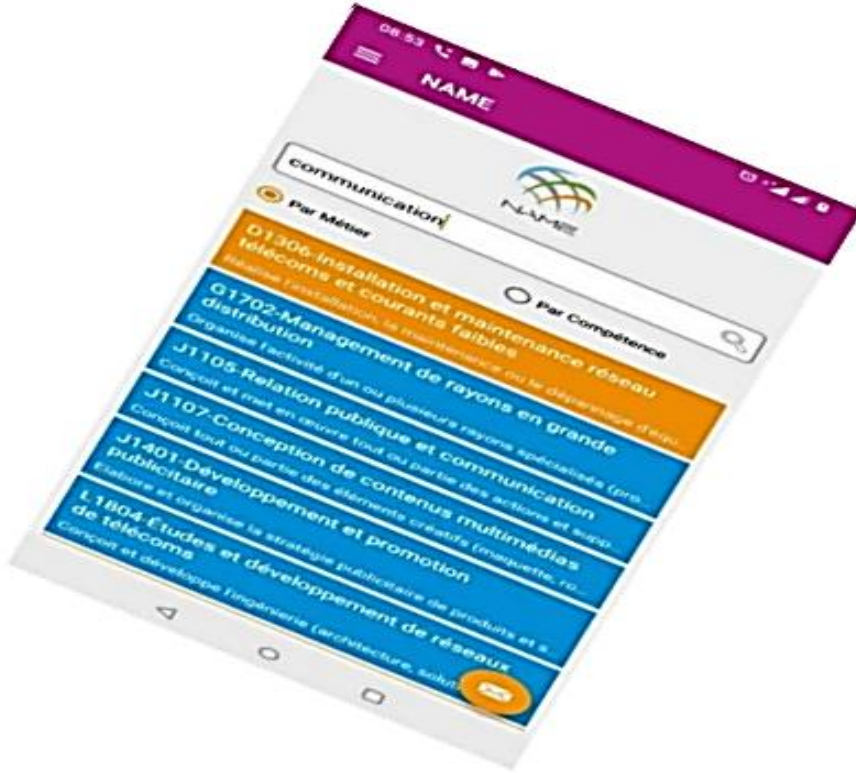 08:53
NAME
NAME
communication
Par Métier
Par Compétence
D1306-Installation et maintenance réseau
télécoms et courants faibles
Réalise l'installation, la maintenance ou le dépannage d'équ...
G1702-Management de rayons en grande
distribution
Organise l'activité d'un ou plusieurs rayons spécialisés (pro...
J1105-Relation publique et communication
Conçoit et met en œuvre tout ou partie des actions et supp...
J1107-Conception de contenus multimédias
Conçoit tout ou partie des éléments créatifs (maquette, ro...
J1401-Développement et promotion
publicitaire
Elabore et organise la stratégie publicitaire de produits et s...
L1804-Études et développement de réseaux
de télécoms
Conçoit et développe l'ingénierie (architecture, solut